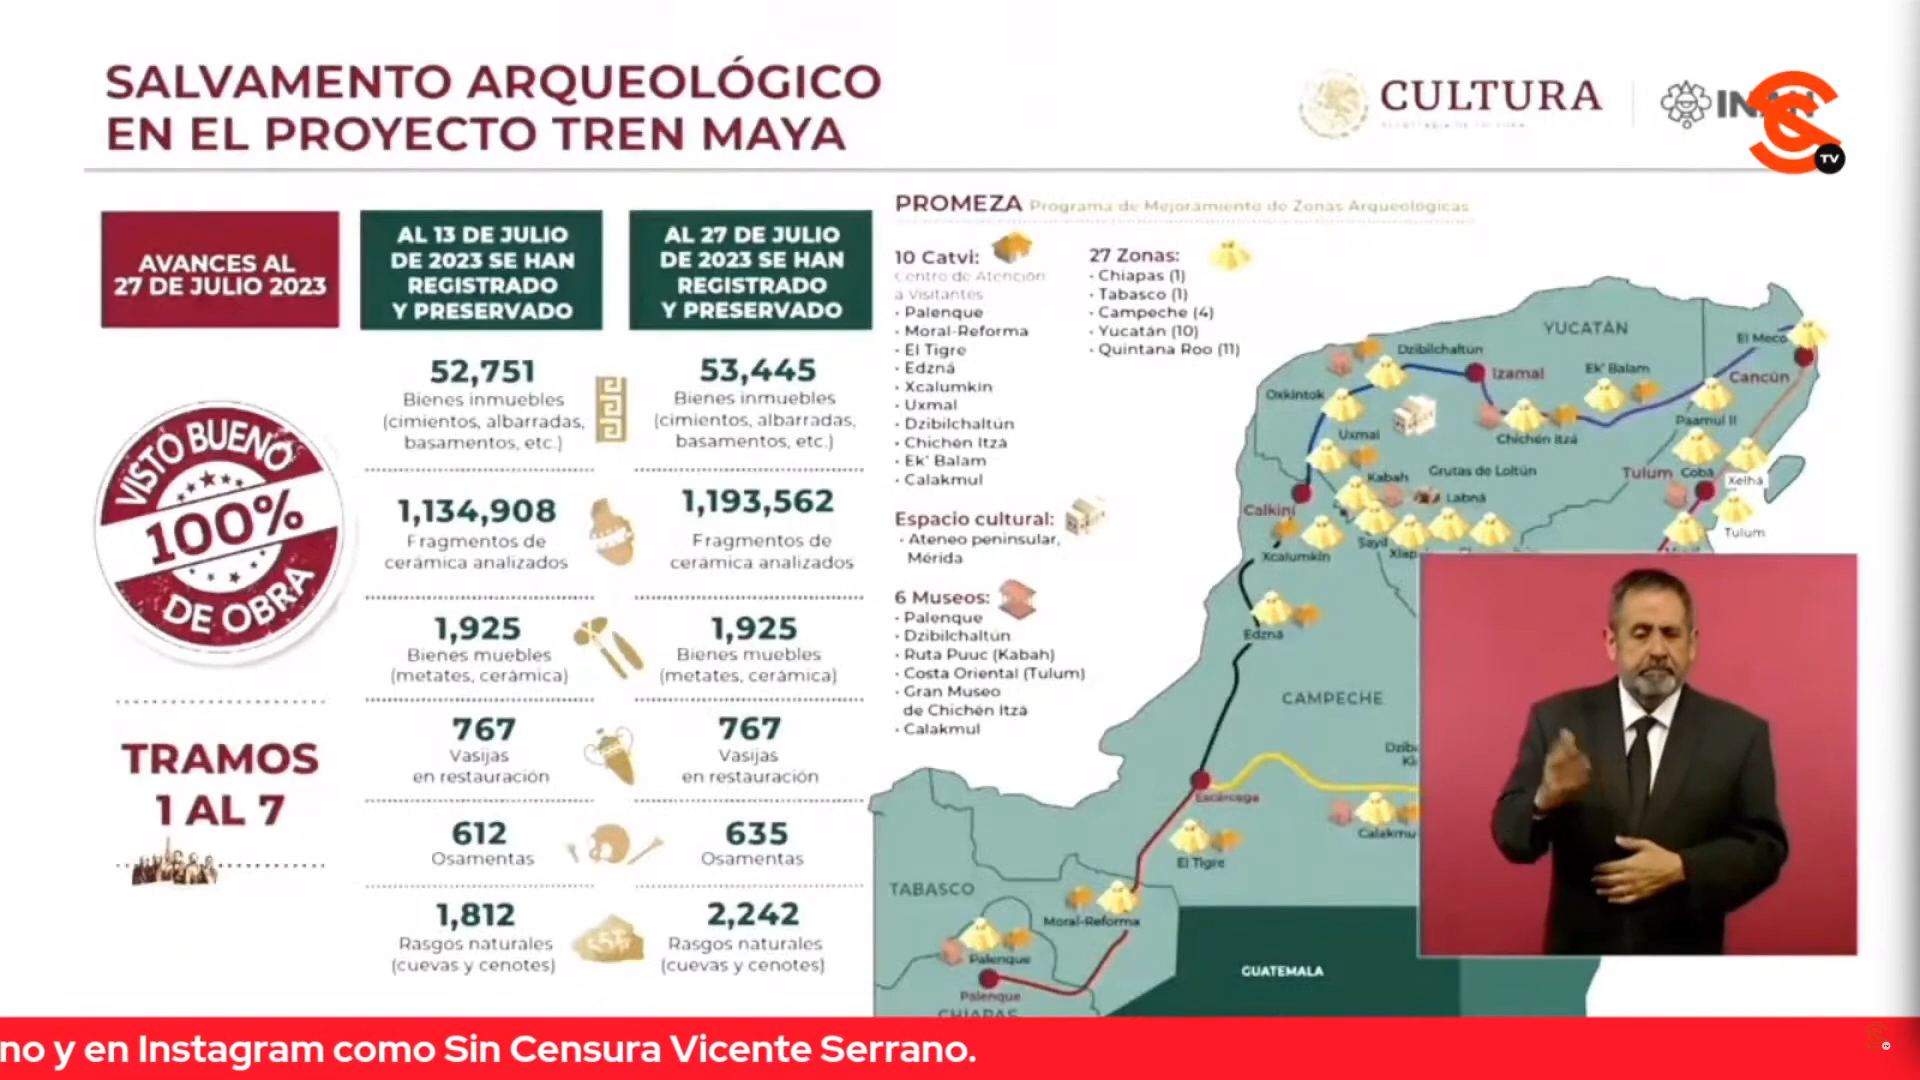 SALVAMENTO ARQUEOLÓGICO
EN EL PROYECTO TREN MAYA
CULTURA
TV
AVANCES AL
27 DE JULIO 2023
AL 13 DE JULIO
DE 2023 SE HAN
REGISTRADO
Y PRESERVADO
AL 27 DE JULIO
DE 2023 SE HAN
REGISTRADO
Y PRESERVADO
VISTO BUENO
100%
DE OBRA
TRAMOS
1 AL 7
52,751
Bienes inmuebles
(cimientos, albarradas,
basamentos, etc.)
53,445
Bienes inmuebles
(cimientos, albarradas,
basamentos, etc.)
1,134,908
Fragmentos de
cerámica analizados
1,193,562
Fragmentos de
cerámica analizados
1,925
Bienes muebles
(metates, cerámica)
1,925
Bienes muebles
(metates, cerámica)
767
Vasijas
en restauración
767
Vasijas
en restauración
612
Osamentas
635
Osamentas
1,812
Rasgos naturales
(cuevas y cenotes)
2,242
Rasgos naturales
(cuevas y cenotes)
PROMEZA Programa de Mejoramiento de Zonas Arqueológicas
10 Catvi:
Centro de Atención
a Visitantes
· Palenque
· Moral-Reforma
· El Tigre
· Edzná
· Xcalumkín
· Uxmal
· Dzibilchaltún
· Chichén Itzá
· Ek' Balam
· Calakmul
27 Zonas:
· Chiapas (1)
· Tabasco (1)
· Campeche (4)
· Yucatán (10)
· Quintana Roo (11)
Espacio cultural:
· Ateneo peninsular,
Mérida
6 Museos:
· Palenque
· Dzibilchaltún
· Ruta Puuc (Kabah)
· Costa Oriental (Tulum)
· Gran Museo
de Chichén Itzá
· Calakmul
YUCATÁN
El Meco
Dzibilchaltún
Izamal
Ek' Balam
Cancún
Oxkintok
Paamul II
Uxmal
Chichén Itzá
Kabah
Grutas de Loltún
Tulum
Cobá
Xelhá
Labná
Calkiní
Tulum
Sayil
Xcalumkín
Edzná
CAMPECHE
Escárcega
El Tigre
TABASCO
Moral-Reforma
Palenque
GUATEMALA
Palenque
CHIAPAS
no y en Instagram como Sin Censura Vicente Serrano.